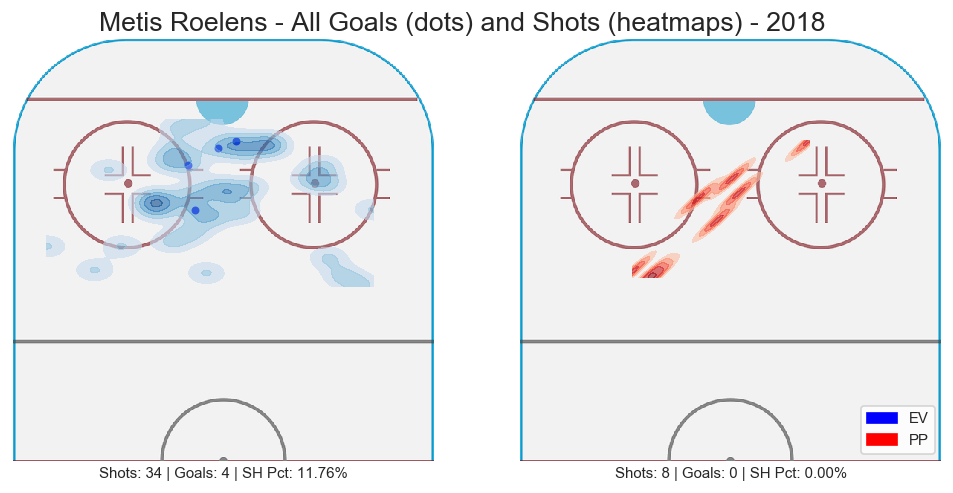 Metis Roelens - All Goals (dots) and Shots (heatmaps) - 2018
EV
PP
Shots: 34 | Goals: 4 | SH Pct: 11.76%
Shots: 8 | Goals: 0 | SH Pct: 0.00%